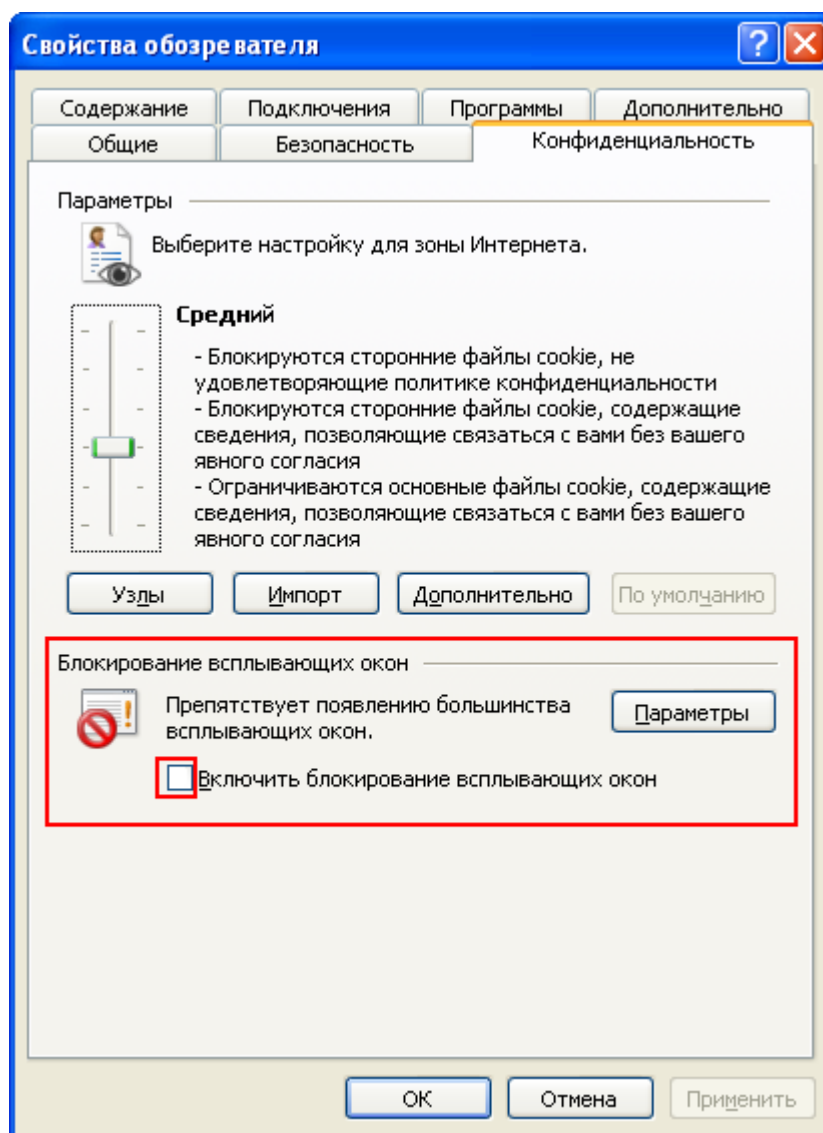 Свойства обозревателя
Содержание Подключения Программы Дополнительно
Общие Безопасность Конфиденциальность
Параметры
Выберите настройку для зоны Интернета.
Средний
- Блокируются сторонние файлы cookie, не
удовлетворяющие политике конфиденциальности
- Блокируются сторонние файлы cookie, содержащие
сведения, позволяющие связаться с вами без вашего
явного согласия
- Ограничиваются основные файлы cookie, содержащие
сведения, позволяющие связаться с вами без вашего
явного согласия
Узлы Импорт Дополнительно По умолчанию
Блокирование всплывающих окон
Препятствует появлению большинства
всплывающих окон.
Параметры
Включить блокирование всплывающих окон
ОК Отмена Применить